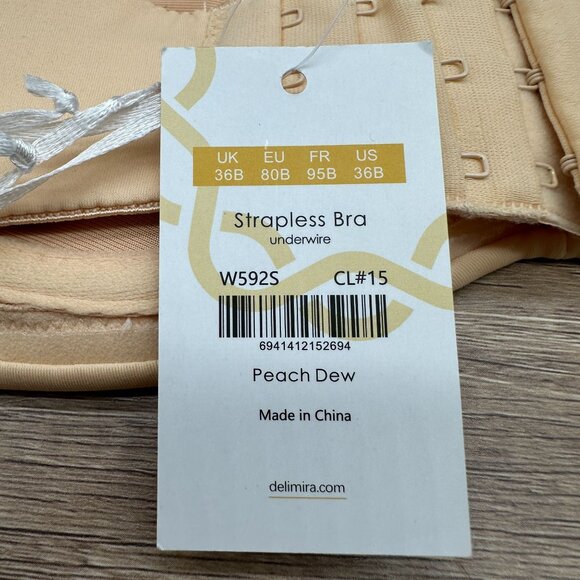 UK EU FR US
36B 80B 95B 36B
Strapless Bra
underwire
W592S CL#15
6941412152694
Peach Dew
Made in China
delimira.com